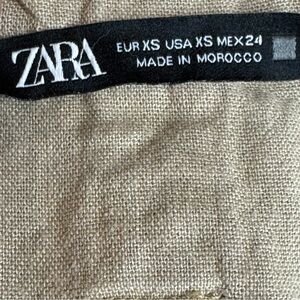 ZARA
EUR XS USA XS MEX 24
MADE IN MOROCCO